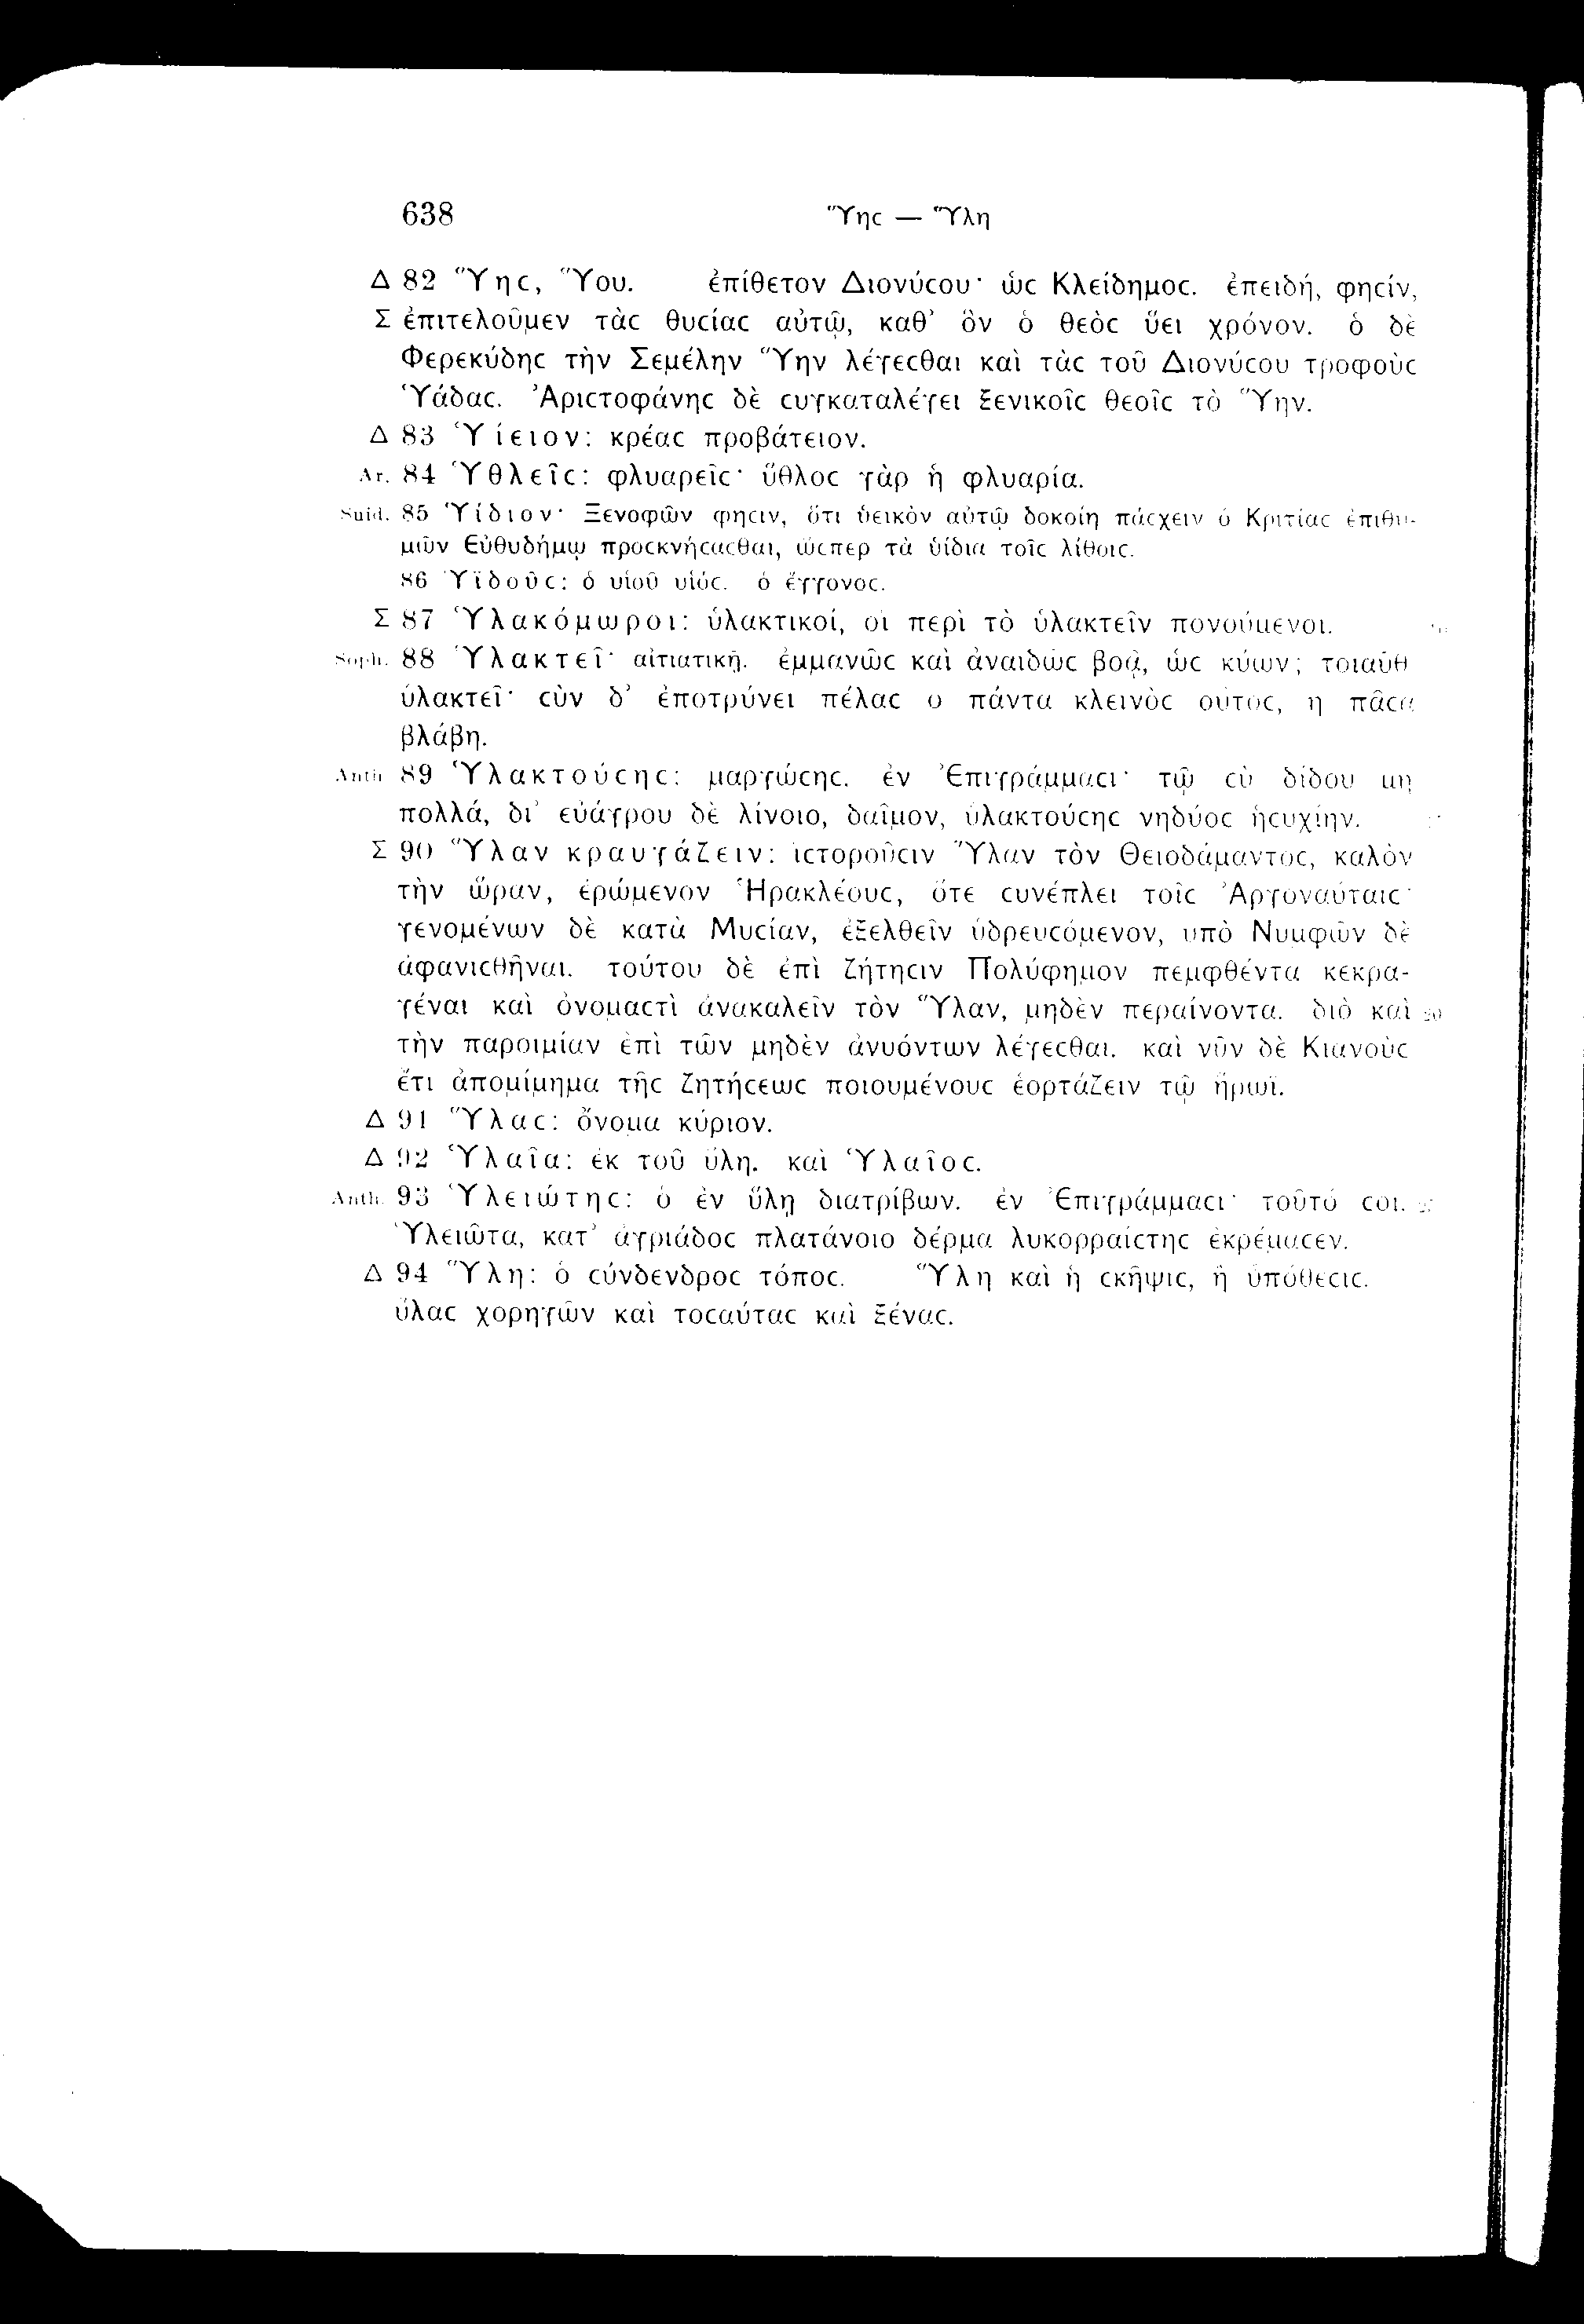 638 Ὕης — Ὕλη
Δ 82 Ὕης, Ὕου. ἐπίθετον Διονύσου· ὡς Κλείδημος. ἐπειδή, φησίν,
Σ ἐπιτελοῦμεν τὰς θυσίας αὐτῷ, καθ’ ὃν ὁ θεὸς ὕει χρόνον. ὁ δὲ
Φερεκύδης τὴν Σεμέλην Ὕην λέγεσθαι καὶ τὰς τοῦ Διονύσου τροφοὺς
Ὑάδας. Ἀριστοφάνης δὲ συγκαταλέγει ξενικοῖς θεοῖς τὸ Ὕην.
Δ 83 Ὑίειον: κρέας προβάτειον.
Ar. 84 Ὑθλεῖς: φλυαρεῖς· ὕθλος γὰρ ἡ φλυαρία.
Suid. 85 Ὑίδιον· Ξενοφῶν φησιν, ὅτι ὑεικὸν αὐτῷ δοκοίη πάσχειν ὁ Κριτίας ἐπιθυ-
μῶν Εὐθυδήμῳ προσκνήσασθαι, ὥσπερ τὰ ὑίδια τοῖς λίθοις.
86 Ὑϊδοῦς: ὁ υἱοῦ υἱός. ὁ ἔγγονος.
Σ 87 Ὑλακόμωροι: ὑλακτικοί, οἱ περὶ τὸ ὑλακτεῖν πονούμενοι.
Soph. 88 Ὑλακτεῖ· αἰτιατικῇ. ἐμμανῶς καὶ ἀναιδῶς βοᾷ, ὡς κύων; τοιαῦθ’
ὑλακτεῖ· σὺν δ’ ἐποτρύνει πέλας ὁ πάντα κλεινὸς οὗτος, ἡ πᾶσα
βλάβη.
Anth. 89 Ὑλακτούσης: μαργώσης. ἐν Ἐπιγράμμασι· τῷ σὺ δίδου μὴ
πολλά, δι’ εὐάγρου δὲ λίνοιο, δαῖμον, ὑλακτούσης νηδύος ἡσυχίην.
Σ 90 Ὕλαν κραυγάζειν: ἱστοροῦσιν Ὕλαν τὸν Θειοδάμαντος, καλὸν
τὴν ὥραν, ἐρώμενον Ἡρακλέους, ὅτε συνέπλει τοῖς Ἀργοναύταις·
γενομένων δὲ κατὰ Μυσίαν, ἐξελθεῖν ὑδρευσόμενον, ὑπὸ Νυμφῶν δὲ
ἀφανισθῆναι. τούτου δὲ ἐπὶ ζήτησιν Πολύφημον πεμφθέντα κεκρα-
γέναι καὶ ὀνομαστὶ ἀνακαλεῖν τὸν Ὕλαν, μηδὲν περαίνοντα. διὸ καὶ 20
τὴν παροιμίαν ἐπὶ τῶν μηδὲν ἀνυόντων λέγεσθαι. καὶ νῦν δὲ Κιανοὺς
ἔτι ἀπομίμημα τῆς ζητήσεως ποιουμένους ἑορτάζειν τῷ ἥρωϊ.
Δ 91 Ὕλας: ὄνομα κύριον.
Δ 92 Ὑλαῖα: ἐκ τοῦ ὕλη. καὶ Ὑλαῖος.
Anth. 93 Ὑλειώτης: ὁ ἐν ὕλῃ διατρίβων. ἐν Ἐπιγράμμασι· τοῦτό σοι,
Ὑλειῶτα, κατ’ ἀγριάδος πλατάνοιο δέρμα λυκορραίστης ἐκρέμασεν.
Δ 94 Ὕλη: ὁ σύνδενδρος τόπος. Ὕλη καὶ ἡ σκῆψις, ἡ ὑπόθεσις.
ὕλας χορηγῶν καὶ τοσαύτας καὶ ξένας.